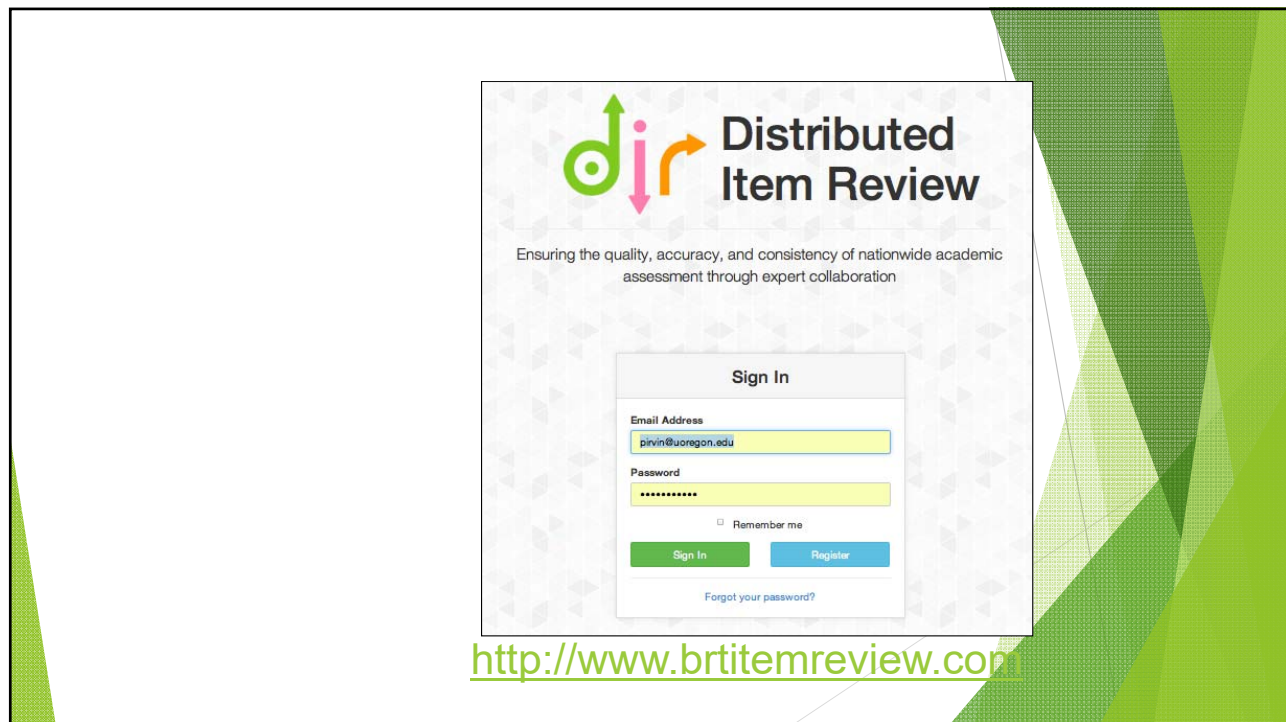 dir
Distributed
Item Review
Ensuring the quality, accuracy, and consistency of nationwide academic
assessment through expert collaboration
Sign In
Email Address
pirvin@uoregon.edu
Password
•••••••••••
Remember me
Sign In Register
Forgot your password?
http://www.brtitemreview.com